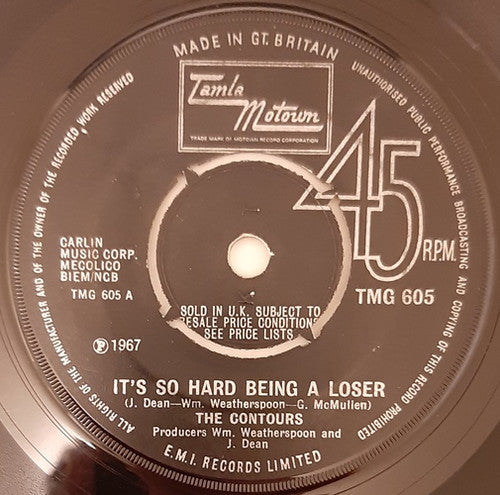 MADE IN GT. BRITAIN
ALL RIGHTS OF THE MANUFACTURER AND OF THE OWNER OF THE RECORDED WORK RESERVED
UNAUTHORISED PUBLIC PERFORMANCE BROADCASTING AND COPYING OF THIS RECORD PROHIBITED
Tamla
Motown
TRADE MARK OF MOTOWN RECORD CORPORATION
45
R.P.M.
CARLIN
MUSIC CORP.
MECOLICO
BIEM/NCB
TMG 605 A
TMG 605
SOLD IN U.K. SUBJECT TO
RESALE PRICE CONDITIONS
SEE PRICE LISTS
Ⓟ 1967
IT'S SO HARD BEING A LOSER
(J. Dean—Wm. Weatherspoon—G. McMullen)
THE CONTOURS
Producers Wm. Weatherspoon and
J. Dean
E.M.I. RECORDS LIMITED